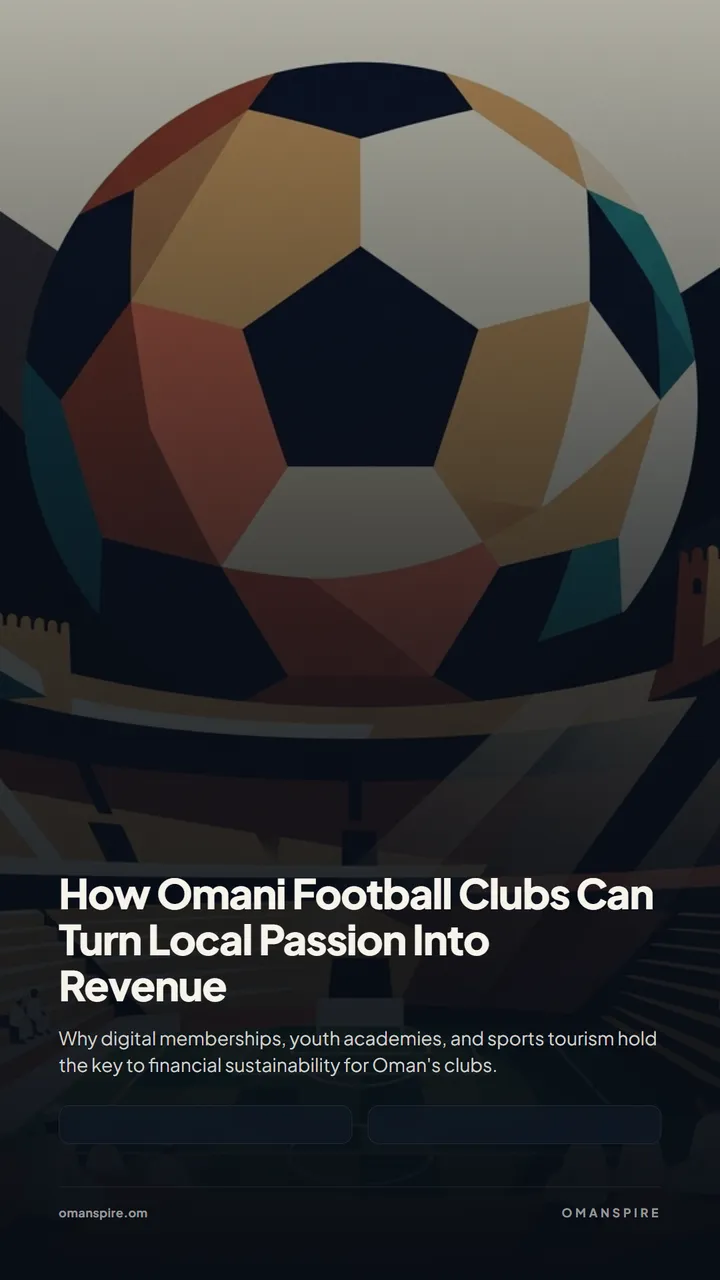 How Omani Football Clubs Can
Turn Local Passion Into
Revenue
Why digital memberships, youth academies, and sports tourism hold
the key to financial sustainability for Oman's clubs.
omanspire.om
OMANSPIRE